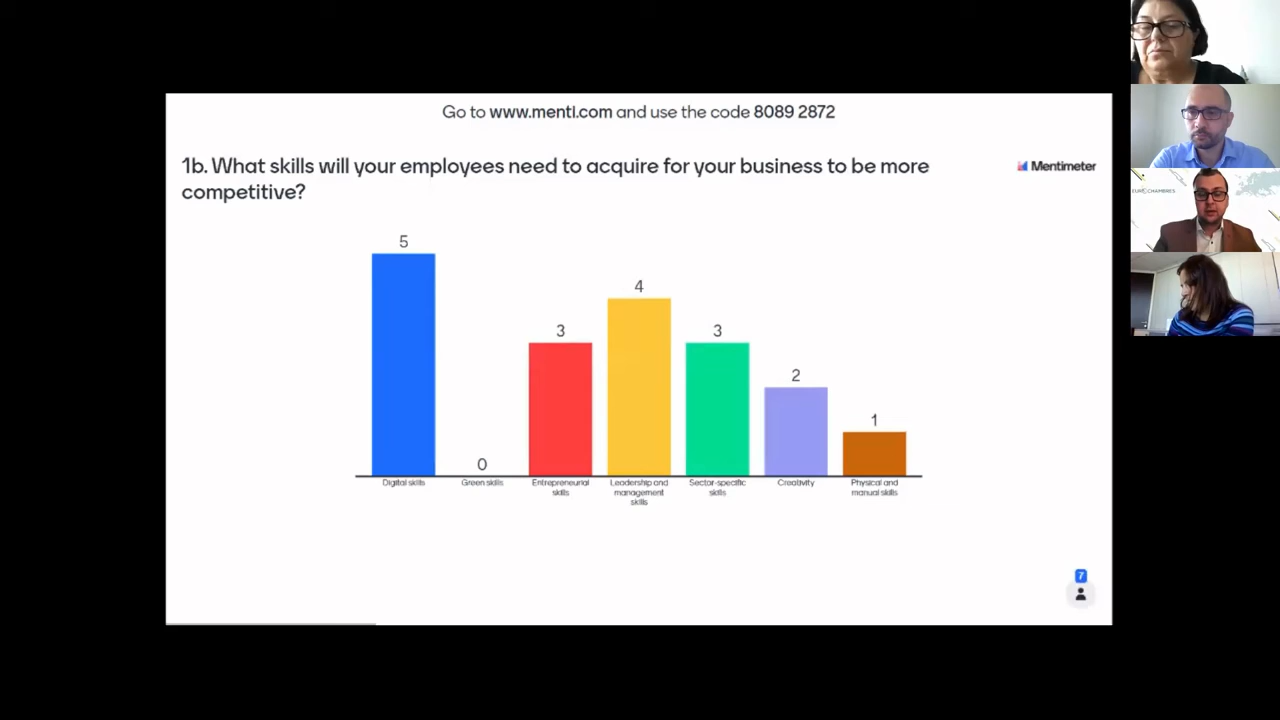 Go to www.menti.com and use the code 8089 2872
1b. What skills will your employees need to acquire for your business to be more
competitive?
Mentimeter
5
0
3
4
3
2
1
Digital skills
Green skills
Entrepreneurial
skills
Leadership and
management
skills
Sector-specific
skills
Creativity
Physical and
manual skills
7
EUROCHAMBRES